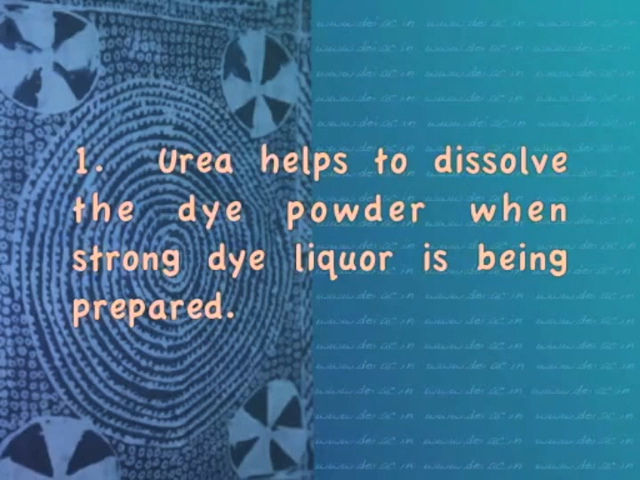 1. Urea helps to dissolve
the dye powder when
strong dye liquor is being
prepared.